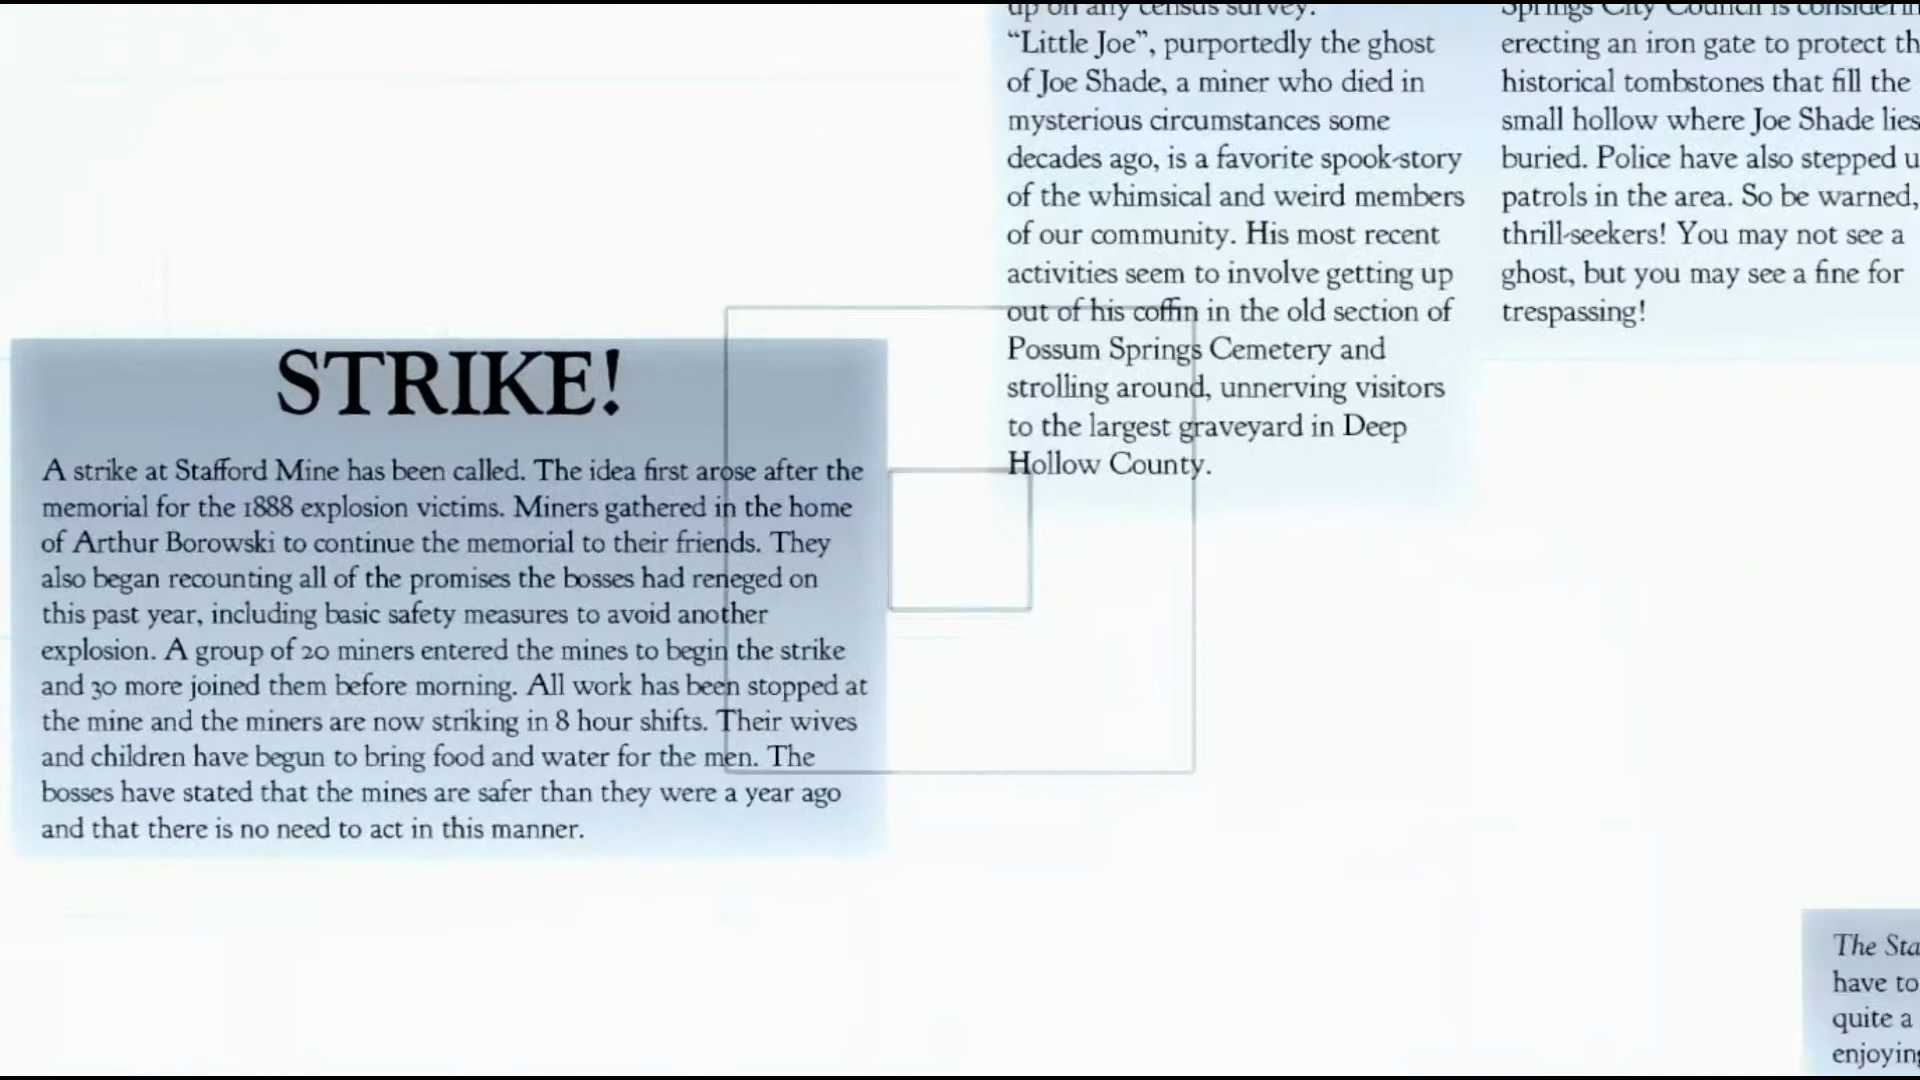 STRIKE!
A strike at Stafford Mine has been called. The idea first arose after the
memorial for the 1888 explosion victims. Miners gathered in the home
of Arthur Borowski to continue the memorial to their friends. They
also began recounting all of the promises the bosses had reneged on
this past year, including basic safety measures to avoid another
explosion. A group of 20 miners entered the mines to begin the strike
and 30 more joined them before morning. All work has been stopped at
the mine and the miners are now striking in 8 hour shifts. Their wives
and children have begun to bring food and water for the men. The
bosses have stated that the mines are safer than they were a year ago
and that there is no need to act in this manner.
up on any census survey.
“Little Joe”, purportedly the ghost
of Joe Shade, a miner who died in
mysterious circumstances some
decades ago, is a favorite spook-story
of the whimsical and weird members
of our community. His most recent
activities seem to involve getting up
out of his coffin in the old section of
Possum Springs Cemetery and
strolling around, unnerving visitors
to the largest graveyard in Deep
Hollow County.
Springs City Council is
erecting an iron gate to protect
historical tombstones that fill the
small hollow where Joe Shade lies
buried. Police have also stepped
patrols in the area. So be warned,
thrill-seekers! You may not see a
ghost, but you may see a fine for
trespassing!
The
have to
quite a
enjoying